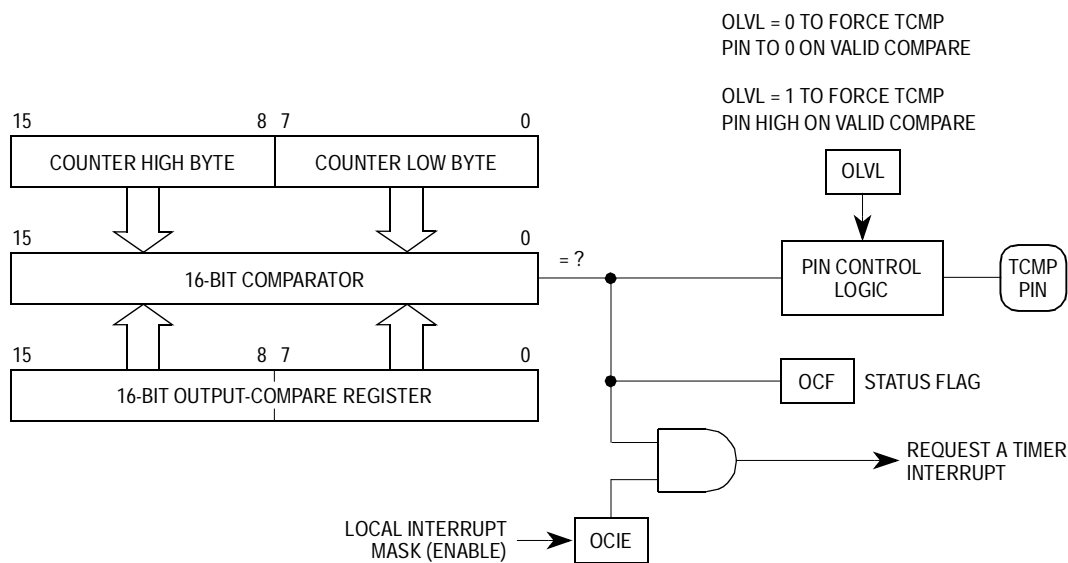 OLVL = 0 TO FORCE TCMP
PIN TO 0 ON VALID COMPARE
OLVL = 1 TO FORCE TCMP
PIN HIGH ON VALID COMPARE
15 8 7 0
COUNTER HIGH BYTE COUNTER LOW BYTE
OLVL
15 0
= ?
16-BIT COMPARATOR
PIN CONTROL
LOGIC
TCMP
PIN
15 8 7 0
16-BIT OUTPUT-COMPARE REGISTER
OCF STATUS FLAG
REQUEST A TIMER
INTERRUPT
LOCAL INTERRUPT
MASK (ENABLE)
OCIE